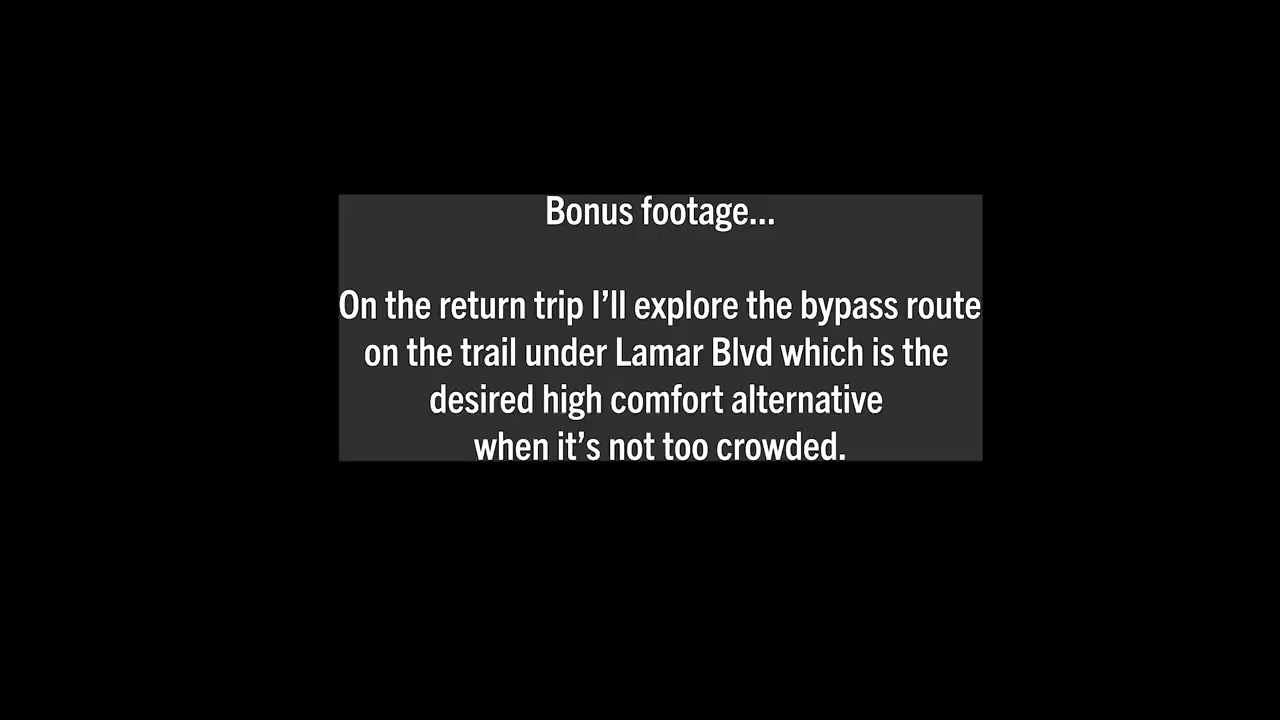 Bonus footage...
On the return trip I’ll explore the bypass route
on the trail under Lamar Blvd which is the
desired high comfort alternative
when it’s not too crowded.